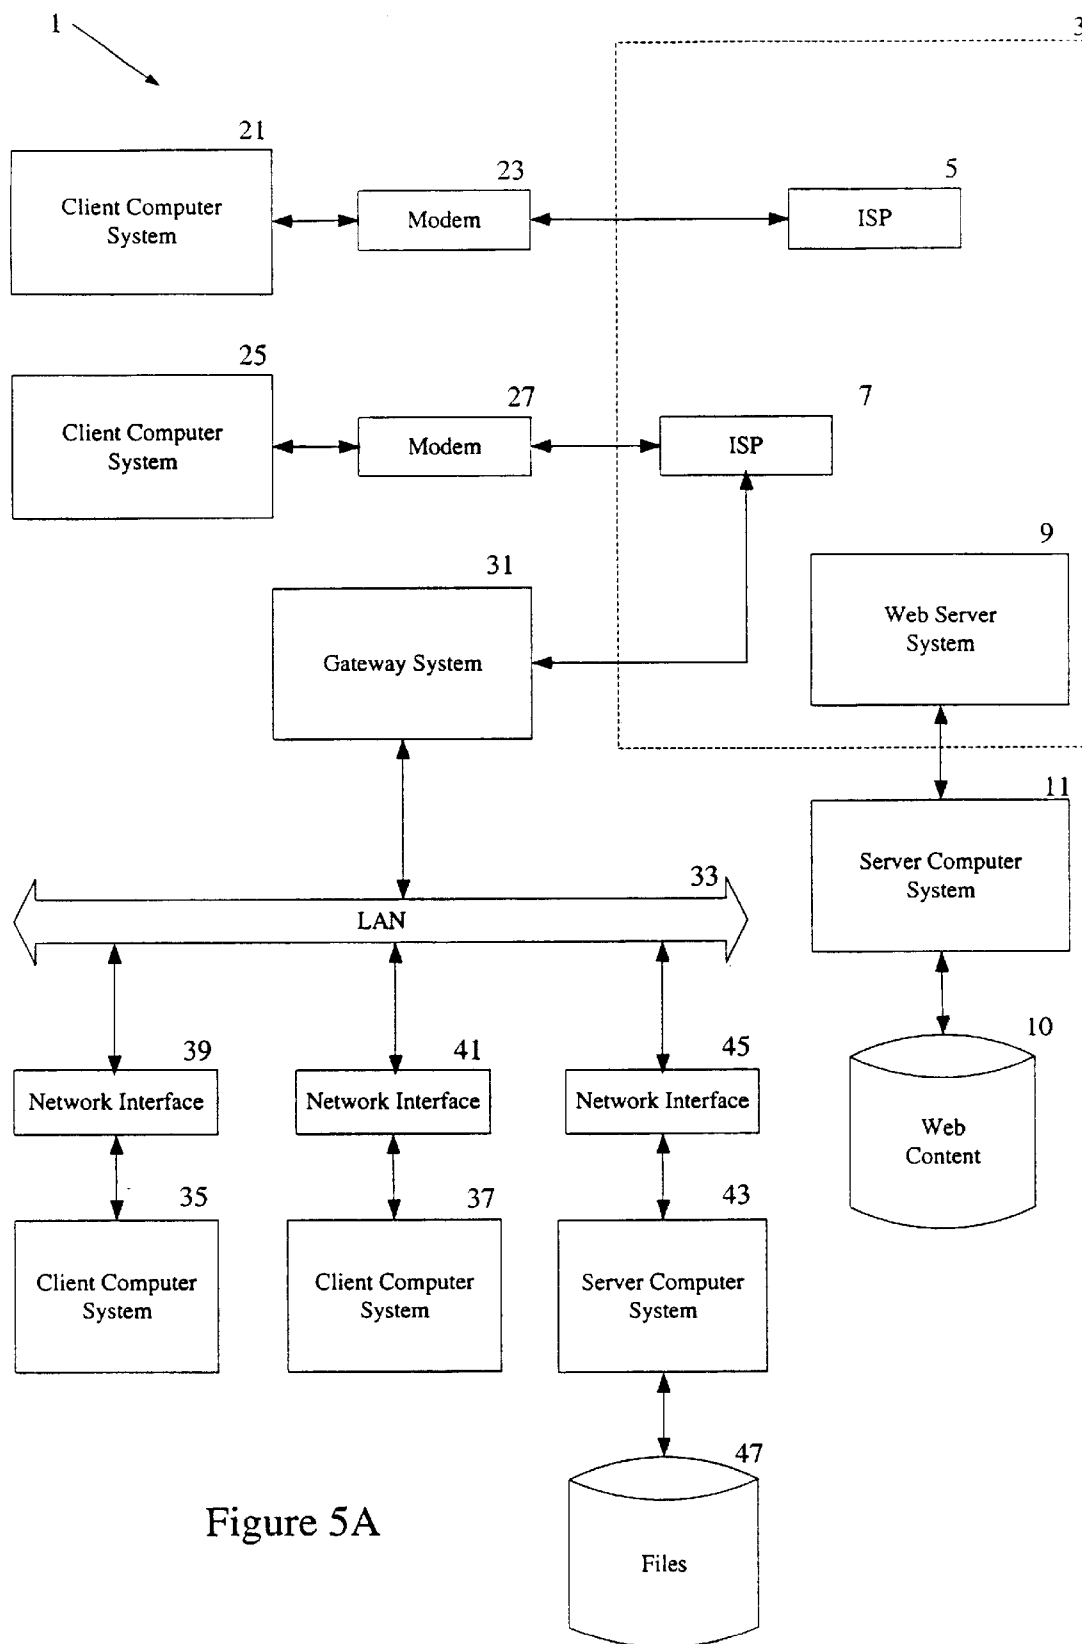 1
3
21
Client Computer
System
23
Modem
5
ISP
25
Client Computer
System
27
Modem
7
ISP
31
Gateway System
9
Web Server
System
11
Server Computer
System
33
LAN
10
Web
Content
39
Network Interface
41
Network Interface
45
Network Interface
35
Client Computer
System
37
Client Computer
System
43
Server Computer
System
47
Files
Figure 5A